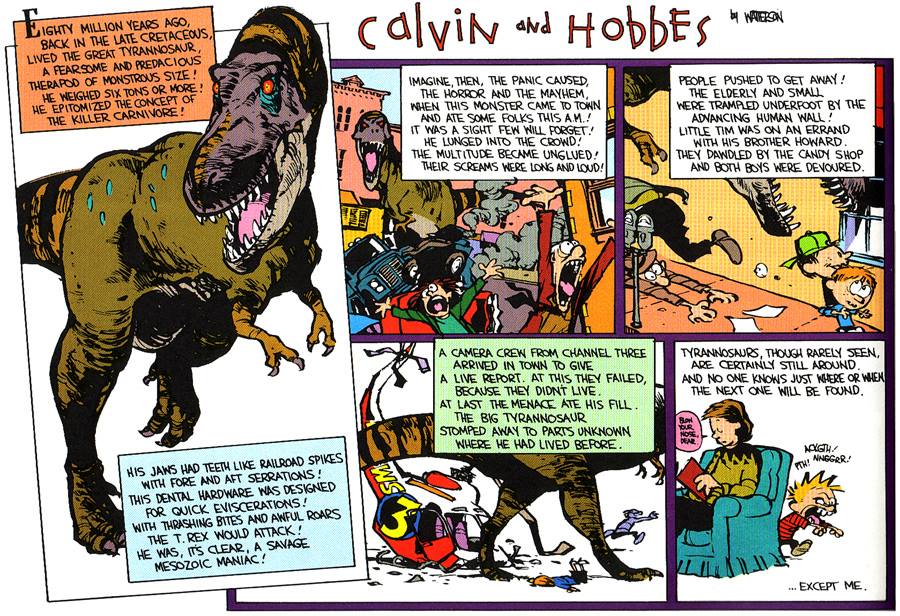 CALVIN AND HOBBES
by WATTERSON
EIGHTY MILLION YEARS AGO,
BACK IN THE LATE CRETACEOUS,
LIVED THE GREAT TYRANNOSAUR,
A FEARSOME AND PREDACIOUS
THERAPOD OF MONSTROUS SIZE!
HE WEIGHED SIX TONS OR MORE!
HE EPITOMIZED THE CONCEPT OF
THE KILLER CARNIVORE!
HIS JAWS HAD TEETH LIKE RAILROAD SPIKES
WITH FORE AND AFT SERRATIONS!
THIS DENTAL HARDWARE WAS DESIGNED
FOR QUICK EVISCERATIONS!
WITH THRASHING BITES AND AWFUL ROARS
THE T. REX WOULD ATTACK!
HE WAS, IT'S CLEAR, A SAVAGE
MESOZOIC MANIAC!
IMAGINE, THEN, THE PANIC CAUSED,
THE HORROR AND THE MAYHEM,
WHEN THIS MONSTER CAME TO TOWN
AND ATE SOME FOLKS THIS A.M.!
IT WAS A SIGHT FEW WILL FORGET!
HE LUNGED INTO THE CROWD!
THE MULTITUDE BECAME UNGLUED!
THEIR SCREAMS WERE LONG AND LOUD!
PEOPLE PUSHED TO GET AWAY!
THE ELDERLY AND SMALL
WERE TRAMPLED UNDERFOOT BY THE
ADVANCING HUMAN WALL!
LITTLE TIM WAS ON AN ERRAND
WITH HIS BROTHER HOWARD.
THEY DAWDLED BY THE CANDY SHOP
AND BOTH BOYS WERE DEVOURED.
A CAMERA CREW FROM CHANNEL THREE
ARRIVED IN TOWN TO GIVE
A LIVE REPORT. AT THIS THEY FAILED,
BECAUSE THEY DIDN'T LIVE.
AT LAST THE MENACE ATE HIS FILL.
THE BIG TYRANNOSAUR
STOMPED AWAY TO PARTS UNKNOWN
WHERE HE HAD LIVED BEFORE.
TYRANNOSAURS, THOUGH RARELY SEEN,
ARE CERTAINLY STILL AROUND.
AND NO ONE KNOWS JUST WHERE OR WHEN
THE NEXT ONE WILL BE FOUND.
BLOW
YOUR
NOSE,
DEAR.
NOYGTH!
PTH! NNGGRR!
...EXCEPT ME.